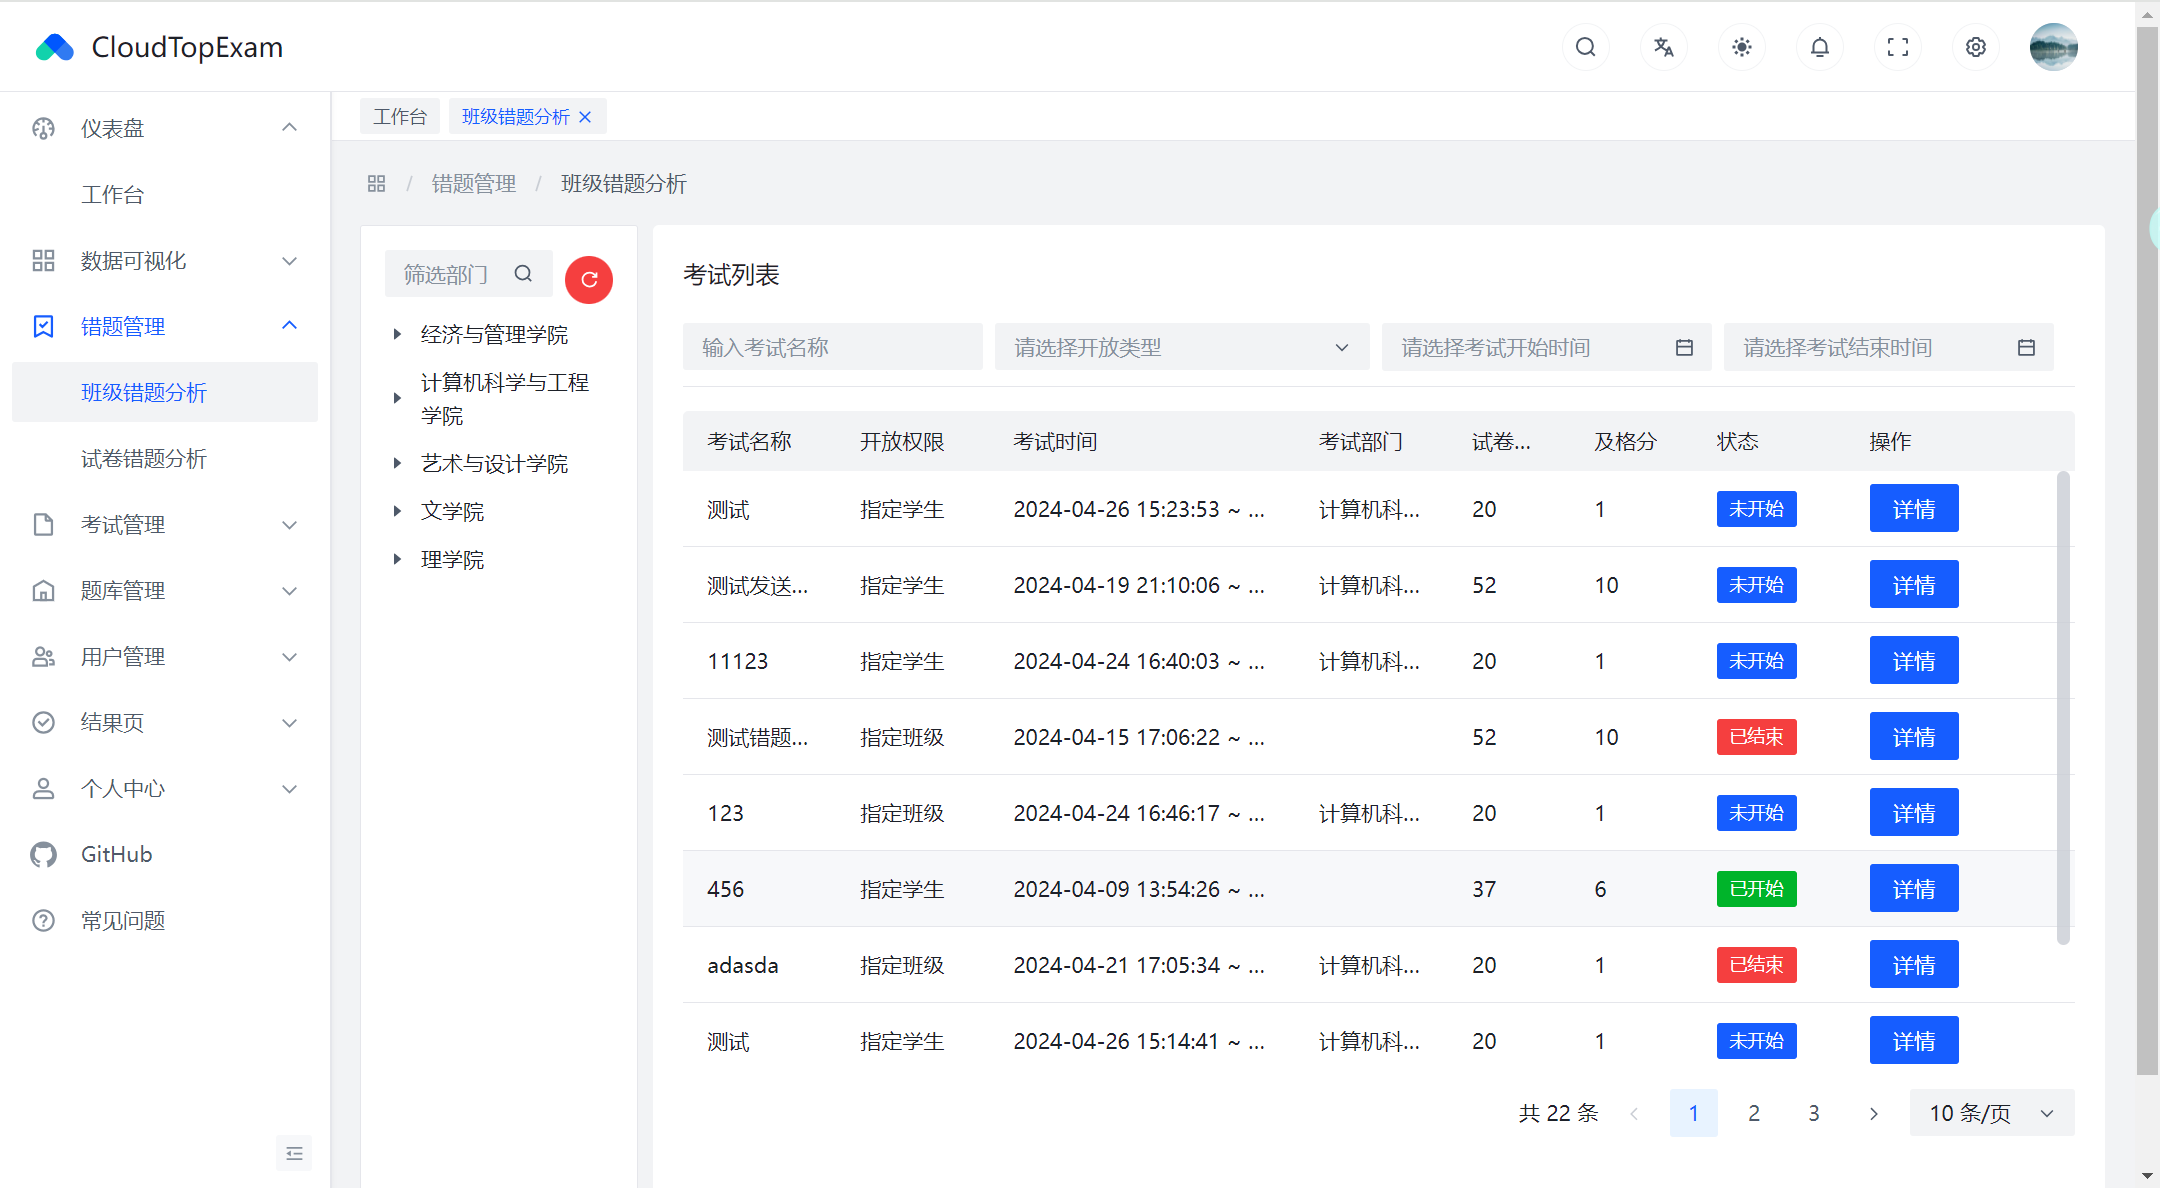 CloudTopExam
仪表盘
工作台
数据可视化
错题管理
班级错题分析
试卷错题分析
考试管理
题库管理
用户管理
结果页
个人中心
GitHub
常见问题
工作台 班级错题分析
/ 错题管理 / 班级错题分析
筛选部门
经济与管理学院
计算机科学与工程
学院
艺术与设计学院
文学院
理学院
考试列表
输入考试名称 请选择开放类型 请选择考试开始时间 请选择考试结束时间
考试名称 开放权限 考试时间 考试部门 试卷... 及格分 状态 操作
测试 指定学生 2024-04-26 15:23:53 ~ ... 计算机科... 20 1 未开始 详情
测试发送... 指定学生 2024-04-19 21:10:06 ~ ... 计算机科... 52 10 未开始 详情
11123 指定学生 2024-04-24 16:40:03 ~ ... 计算机科... 20 1 未开始 详情
测试错题... 指定班级 2024-04-15 17:06:22 ~ ... 52 10 已结束 详情
123 指定班级 2024-04-24 16:46:17 ~ ... 计算机科... 20 1 未开始 详情
456 指定学生 2024-04-09 13:54:26 ~ ... 37 6 已开始 详情
adasda 指定班级 2024-04-21 17:05:34 ~ ... 计算机科... 20 1 已结束 详情
测试 指定学生 2024-04-26 15:14:41 ~ ... 计算机科... 20 1 未开始 详情
共 22 条 1 2 3 10 条/页